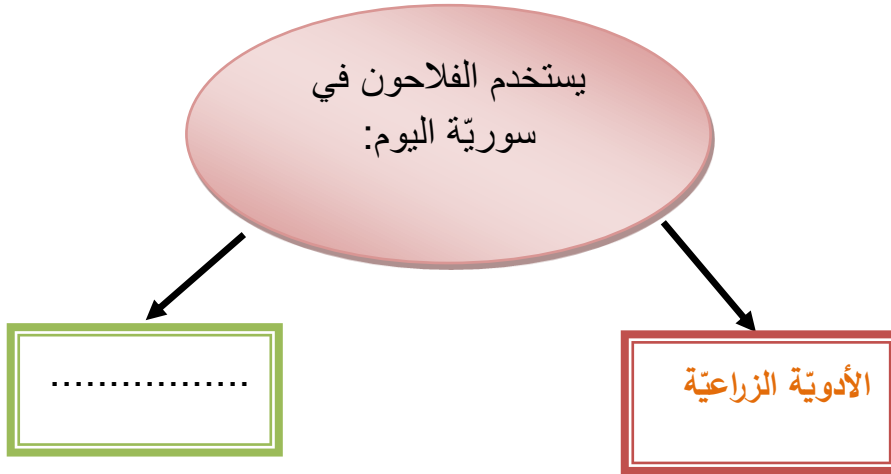 يستخدم الفلاحون في
سوريّة اليوم:
الأدويّة الزراعيّة
.................